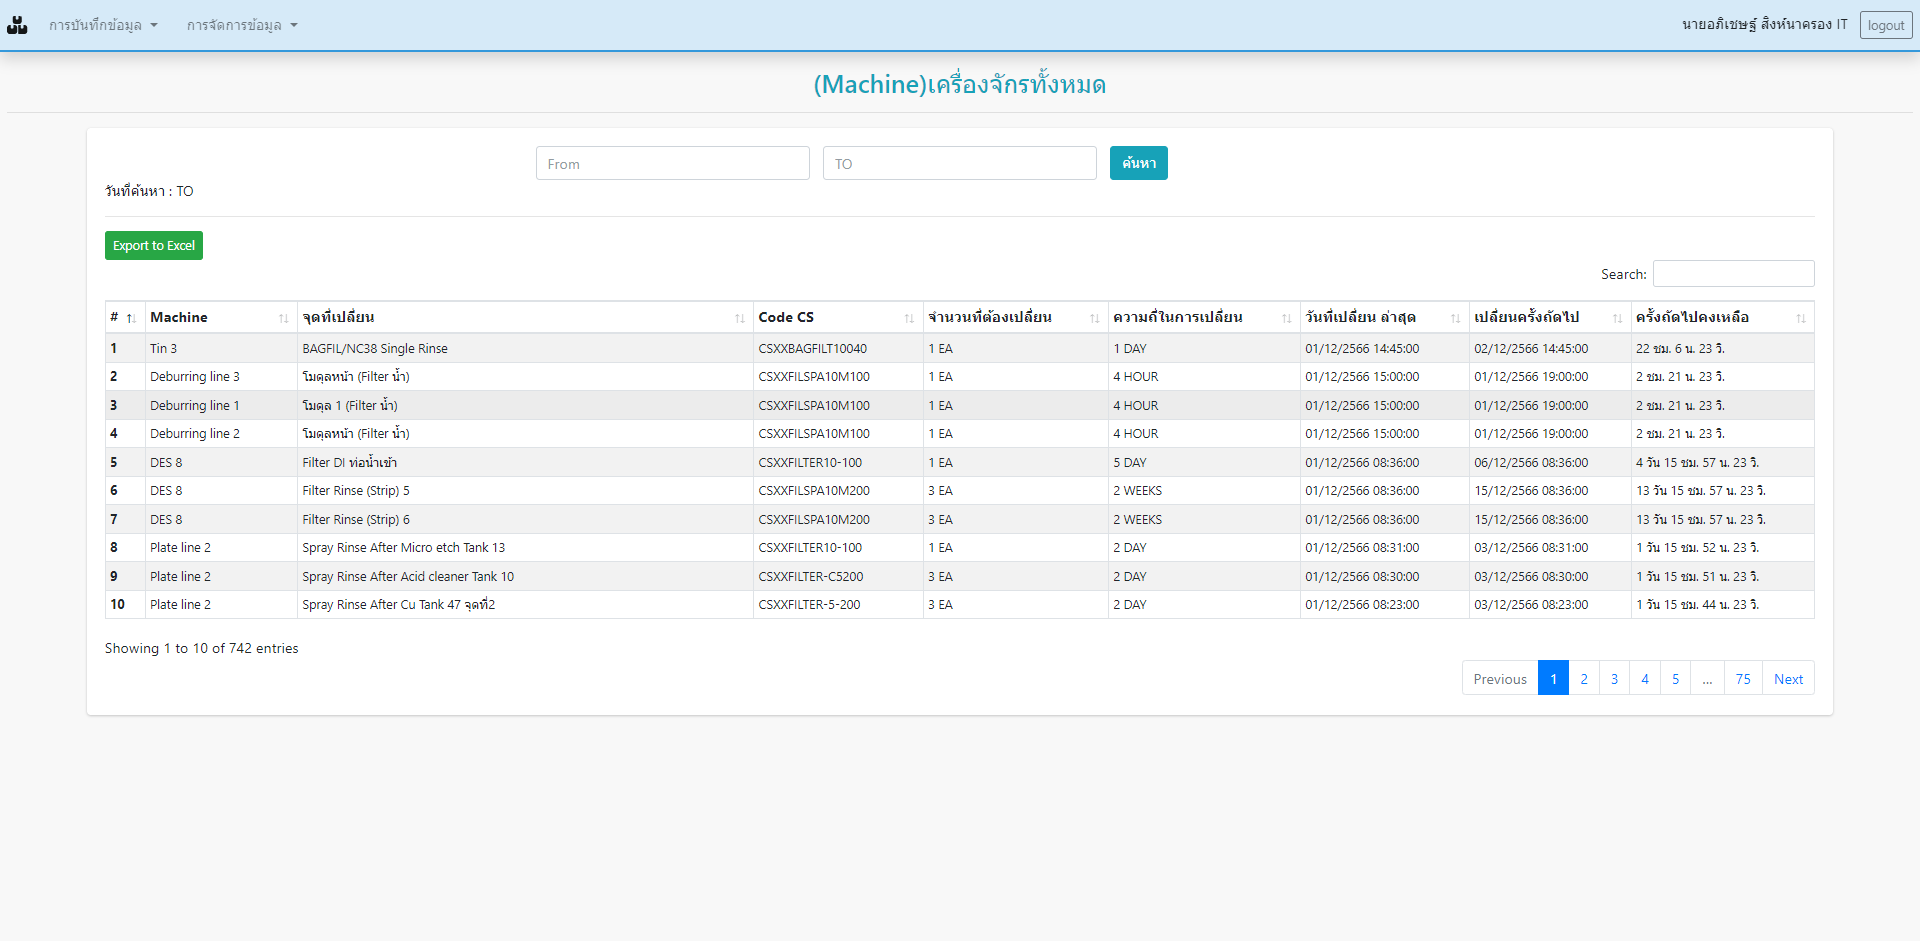 การบันทึกข้อมูล การจัดการข้อมูล นายอภิเชษฐ์ สิงห์นาครอง IT logout
(Machine)เครื่องจักรทั้งหมด
From TO ค้นหา
วันที่ค้นหา : TO
Export to Excel
Search:
# Machine จุดที่เปลี่ยน Code CS จำนวนที่ต้องเปลี่ยน ความถี่ในการเปลี่ยน วันที่เปลี่ยน ล่าสุด เปลี่ยนครั้งถัดไป ครั้งถัดไปคงเหลือ
1 Tin 3 BAGFIL/NC38 Single Rinse CSXXBAGFILT10040 1 EA 1 DAY 01/12/2566 14:45:00 02/12/2566 14:45:00 22 ชม. 6 น. 23 วิ.
2 Deburring line 3 โมดุลหน้า (Filter น้ำ) CSXXFILSPA10M100 1 EA 4 HOUR 01/12/2566 15:00:00 01/12/2566 19:00:00 2 ชม. 21 น. 23 วิ.
3 Deburring line 1 โมดุล 1 (Filter น้ำ) CSXXFILSPA10M100 1 EA 4 HOUR 01/12/2566 15:00:00 01/12/2566 19:00:00 2 ชม. 21 น. 23 วิ.
4 Deburring line 2 โมดุลหน้า (Filter น้ำ) CSXXFILSPA10M100 1 EA 4 HOUR 01/12/2566 15:00:00 01/12/2566 19:00:00 2 ชม. 21 น. 23 วิ.
5 DES 8 Filter DI ท่อน้ำเข้า CSXXFILTER10-100 1 EA 5 DAY 01/12/2566 08:36:00 06/12/2566 08:36:00 4 วัน 15 ชม. 57 น. 23 วิ.
6 DES 8 Filter Rinse (Strip) 5 CSXXFILSPA10M200 3 EA 2 WEEKS 01/12/2566 08:36:00 15/12/2566 08:36:00 13 วัน 15 ชม. 57 น. 23 วิ.
7 DES 8 Filter Rinse (Strip) 6 CSXXFILSPA10M200 3 EA 2 WEEKS 01/12/2566 08:36:00 15/12/2566 08:36:00 13 วัน 15 ชม. 57 น. 23 วิ.
8 Plate line 2 Spray Rinse After Micro etch Tank 13 CSXXFILTER10-100 1 EA 2 DAY 01/12/2566 08:31:00 03/12/2566 08:31:00 1 วัน 15 ชม. 52 น. 23 วิ.
9 Plate line 2 Spray Rinse After Acid cleaner Tank 10 CSXXFILTER-C5200 3 EA 2 DAY 01/12/2566 08:30:00 03/12/2566 08:30:00 1 วัน 15 ชม. 51 น. 23 วิ.
10 Plate line 2 Spray Rinse After Cu Tank 47 จุดที่2 CSXXFILTER-5-200 3 EA 2 DAY 01/12/2566 08:23:00 03/12/2566 08:23:00 1 วัน 15 ชม. 44 น. 23 วิ.
Showing 1 to 10 of 742 entries
Previous 1 2 3 4 5 … 75 Next